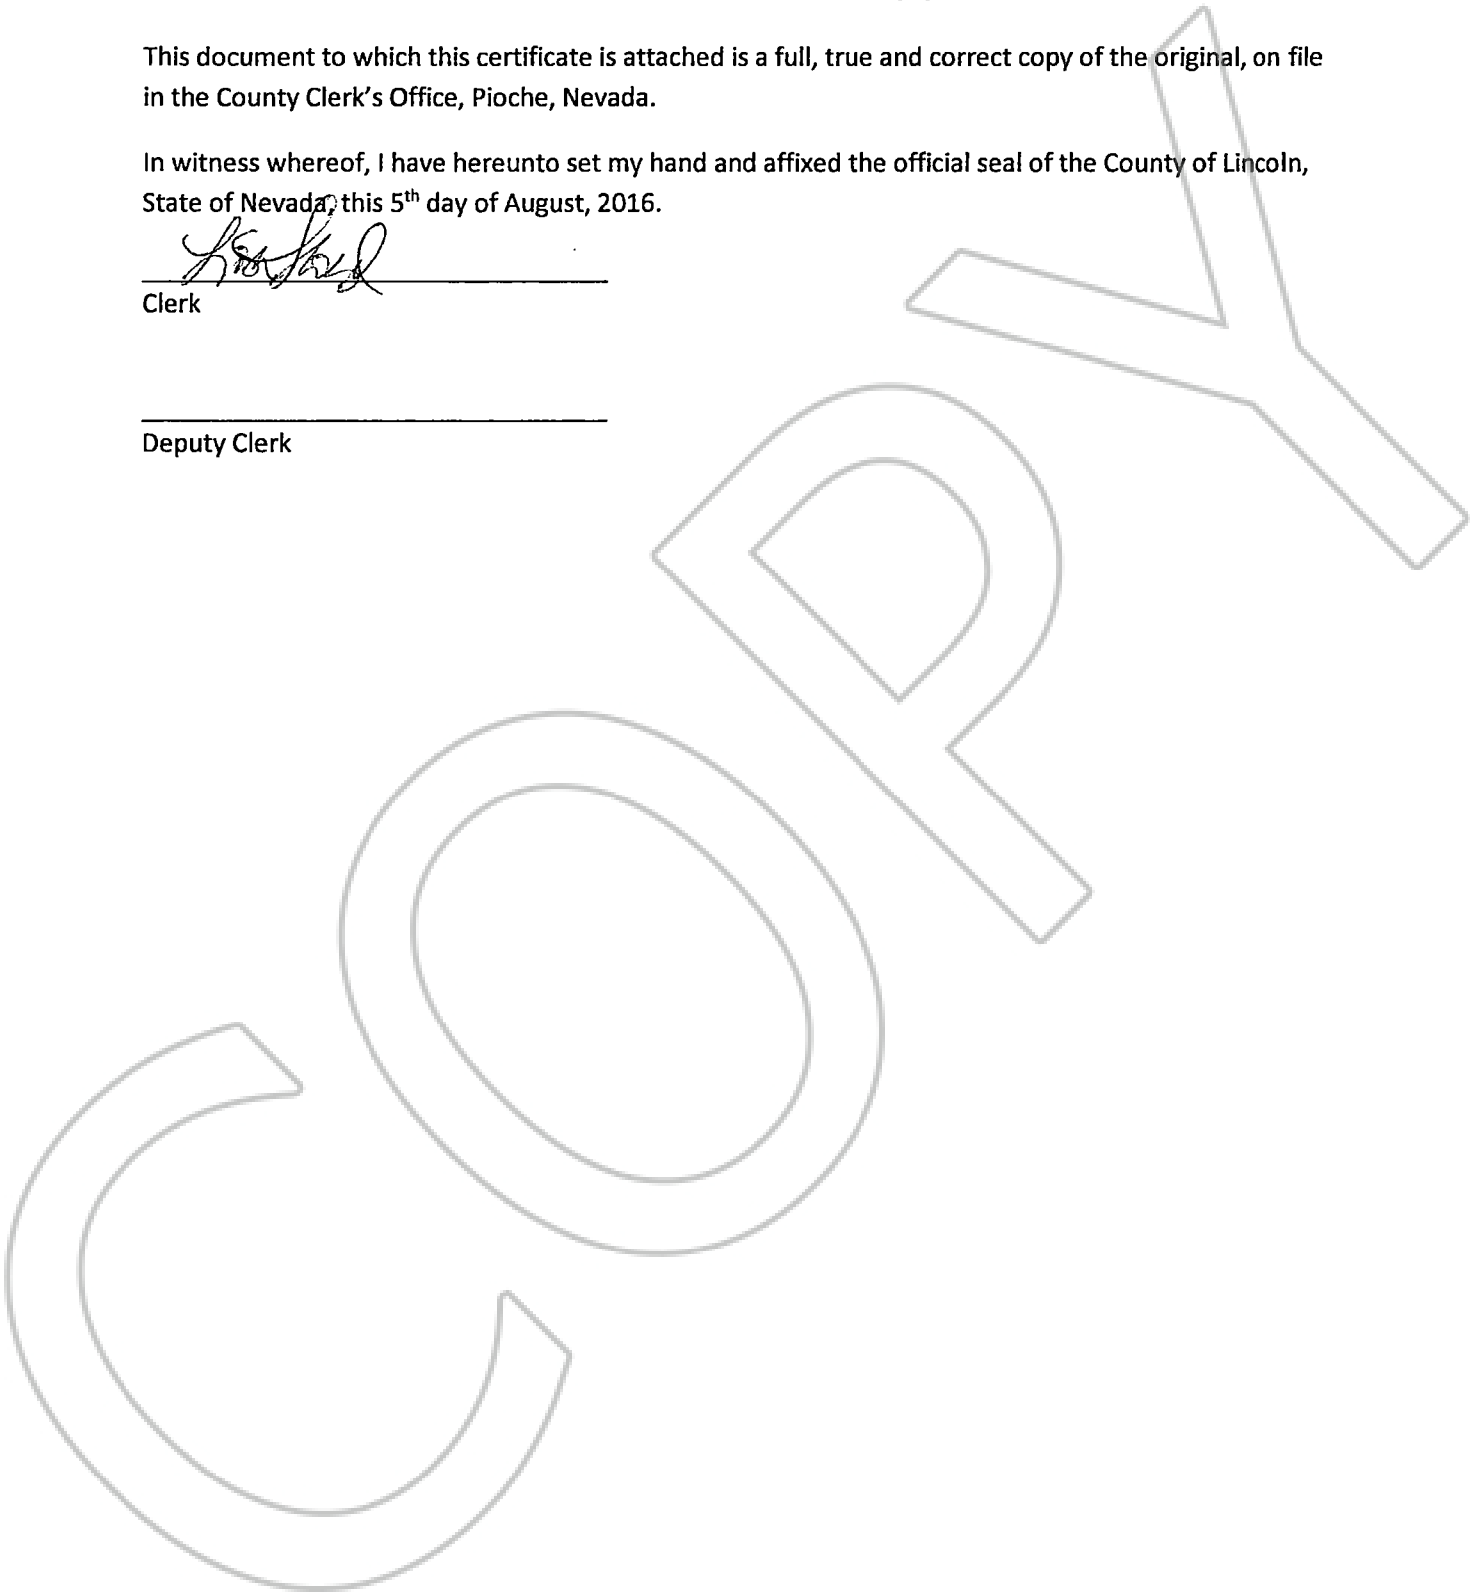 This document to which this certificate is attached is a full, true and correct copy of the original, on file
in the County Clerk's Office, Pioche, Nevada.
In witness whereof, I have hereunto set my hand and affixed the official seal of the County of Lincoln,
State of Nevada, this 5th day of August, 2016.
Clerk
Deputy Clerk
COPY